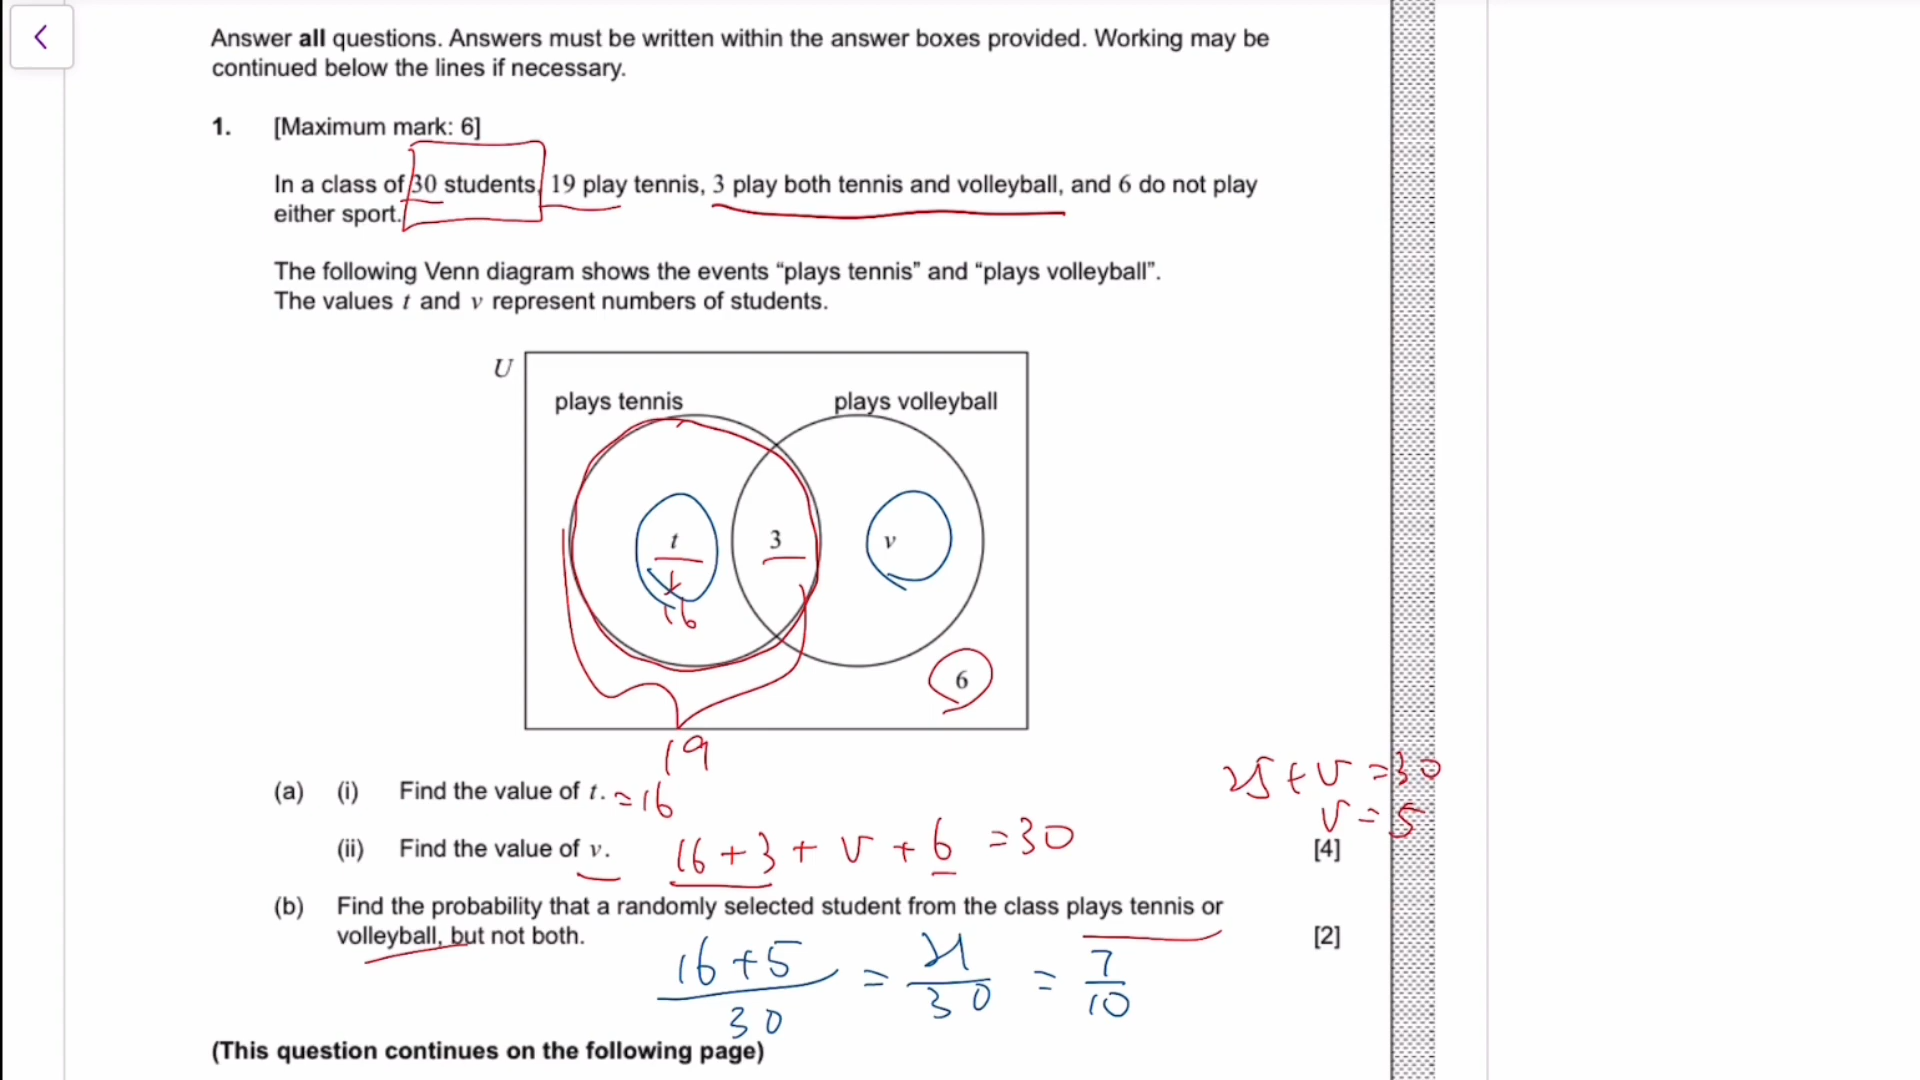 Answer all questions. Answers must be written within the answer boxes provided. Working may be
continued below the lines if necessary.
1. [Maximum mark: 6]
In a class of 30 students, 19 play tennis, 3 play both tennis and volleyball, and 6 do not play
either sport.
The following Venn diagram shows the events “plays tennis” and “plays volleyball”.
The values t and v represent numbers of students.
U
plays tennis plays volleyball
t 3 v
16
6
19
25 + v = 30
v = 5
(a) (i) Find the value of t. = 16
(ii) Find the value of v. 16 + 3 + v + 6 = 30 [4]
(b) Find the probability that a randomly selected student from the class plays tennis or
volleyball, but not both. [2]
16+5 / 30 = 21 / 30 = 7 / 10
(This question continues on the following page)